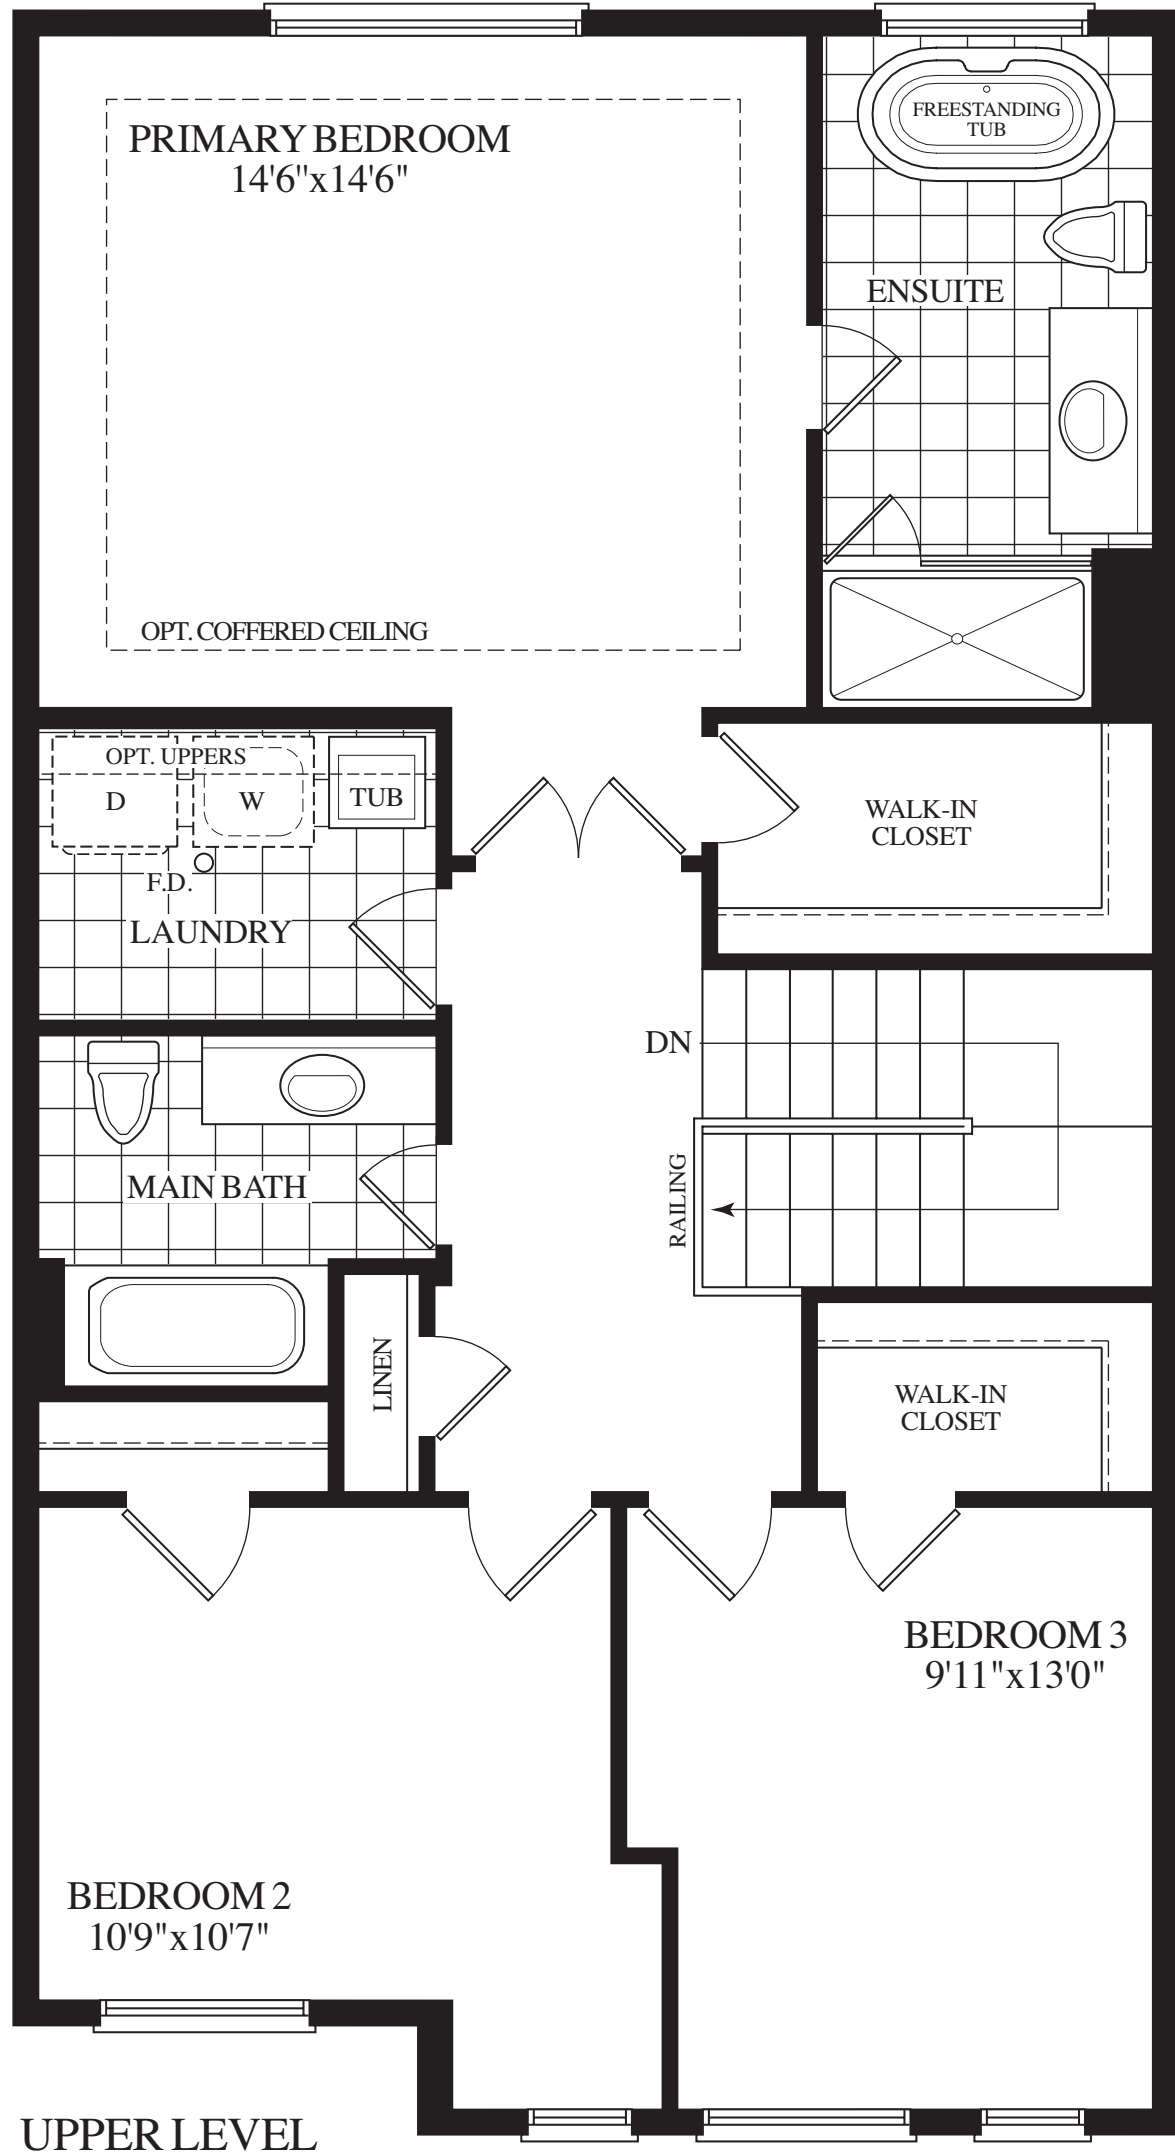 PRIMARY BEDROOM
14'6"x14'6"
FREESTANDING
TUB
ENSUITE
OPT. COFFERED CEILING
OPT. UPPERS
D
W
TUB
F.D.
LAUNDRY
WALK-IN
CLOSET
DN
RAILING
MAIN BATH
LINEN
WALK-IN
CLOSET
BEDROOM 3
9'11"x13'0"
BEDROOM 2
10'9"x10'7"
UPPER LEVEL